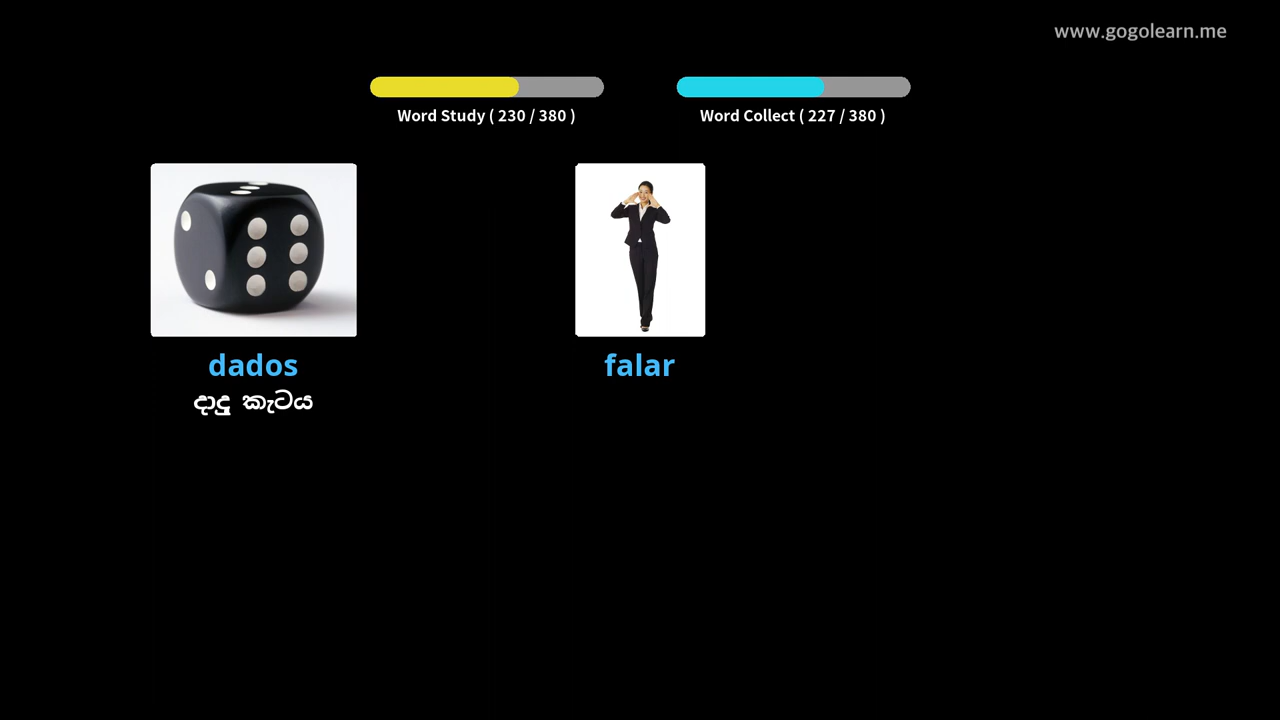 www.gogolearn.me
Word Study ( 230 / 380 )
Word Collect ( 227 / 380 )
dados
දාදු කැටය
falar